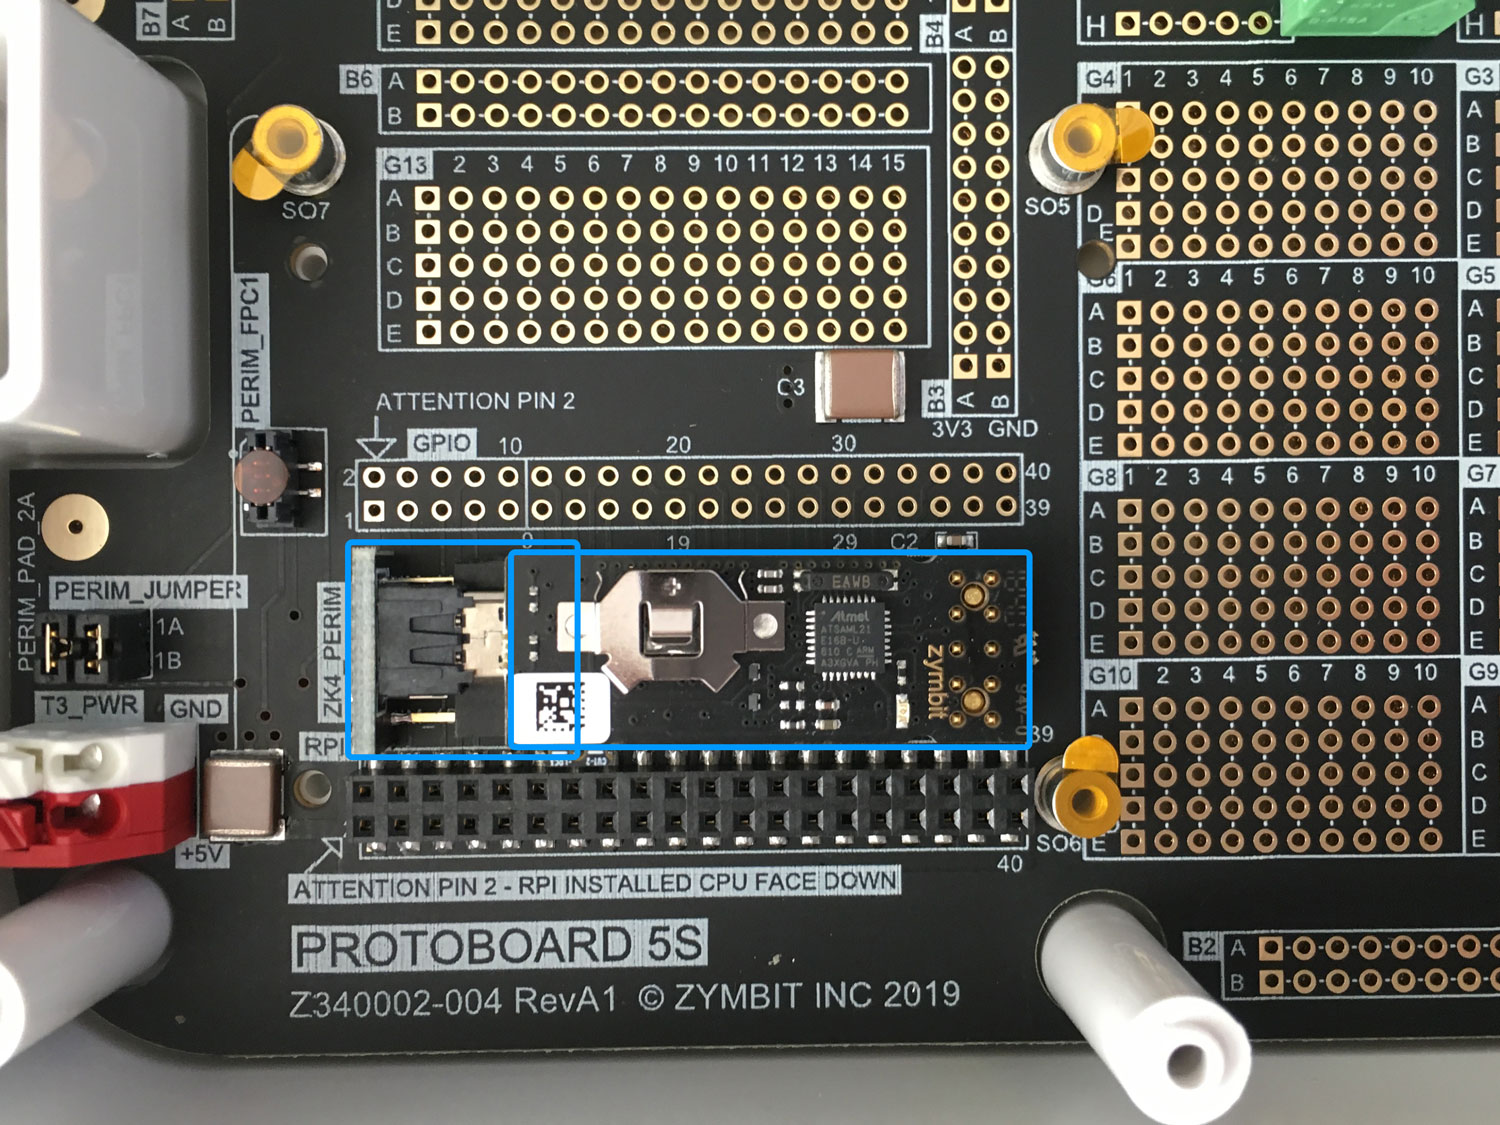 B7 A B
D
E
B4 A B
H
H
B6 A
B
G13 2 3 4 5 6 7 8 9 10 11 12 13 14 15
A
B
C
D
E
SO7
SO5
G4 1 2 3 4 5 6 7 8 9 10
A
B
C
D
E
G3
A
B
C
D
E
G6 1 2 3 4 5 6 7 8 9 10
A
B
C
D
E
G5
A
B
C
D
E
PERIM_FPC1
C3
B3 A B
3V3 GND
ATTENTION PIN 2
GPIO 10 20 30
2 40
1 39
9 19 29 C2
G8 1 2 3 4 5 6 7 8 9 10
A
B
C
D
E
G7
A
B
C
D
E
PERIM_PAD_2A
PERIM_JUMPER
1A
1B
T3_PWR GND
ZK4_PERIM
RPI
+5V
EAWB
Atmel
ATSAML21
E16B-U
610 C ARM
A3XGVA PH
zymbit
39
G10 1 2 3 4 5 6 7 8 9 10
A
B
C
D
E
G9
A
B
C
D
E
SO6
40
ATTENTION PIN 2 - RPI INSTALLED CPU FACE DOWN
PROTOBOARD 5S
Z340002-004 RevA1 © ZYMBIT INC 2019
B2 A
B